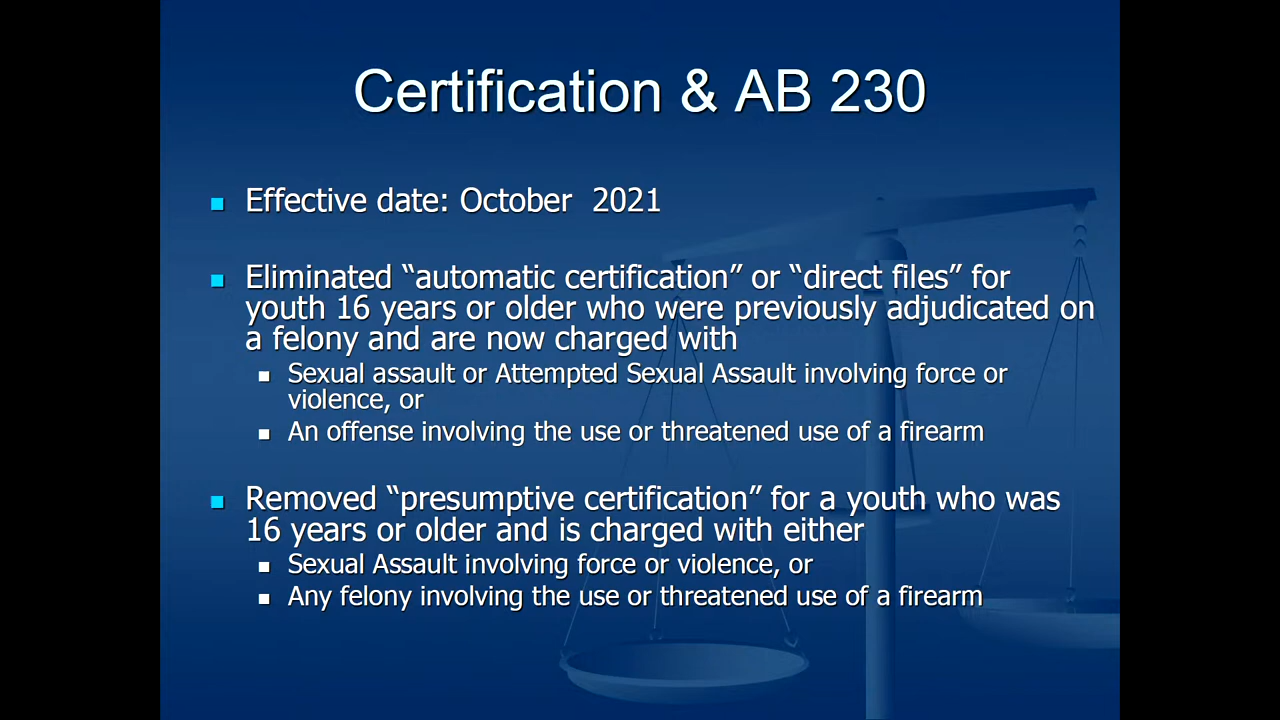 Certification & AB 230
Effective date: October  2021
Eliminated “automatic certification” or “direct files” for
youth 16 years or older who were previously adjudicated on
a felony and are now charged with
Sexual assault or Attempted Sexual Assault involving force or
violence, or
An offense involving the use or threatened use of a firearm
Removed “presumptive certification” for a youth who was
16 years or older and is charged with either
Sexual Assault involving force or violence, or
Any felony involving the use or threatened use of a firearm